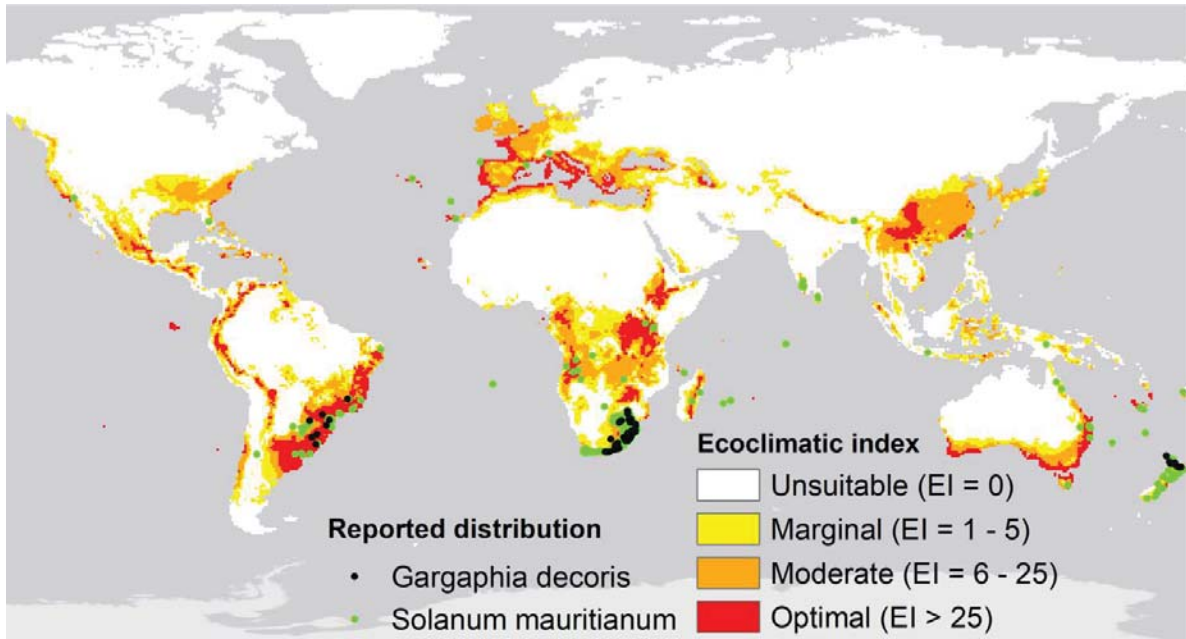 Ecoclimatic index
Unsuitable (EI = 0)
Marginal (EI = 1 - 5)
Moderate (EI = 6 - 25)
Optimal (EI > 25)
Reported distribution
Gargaphia decoris
Solanum mauritianum